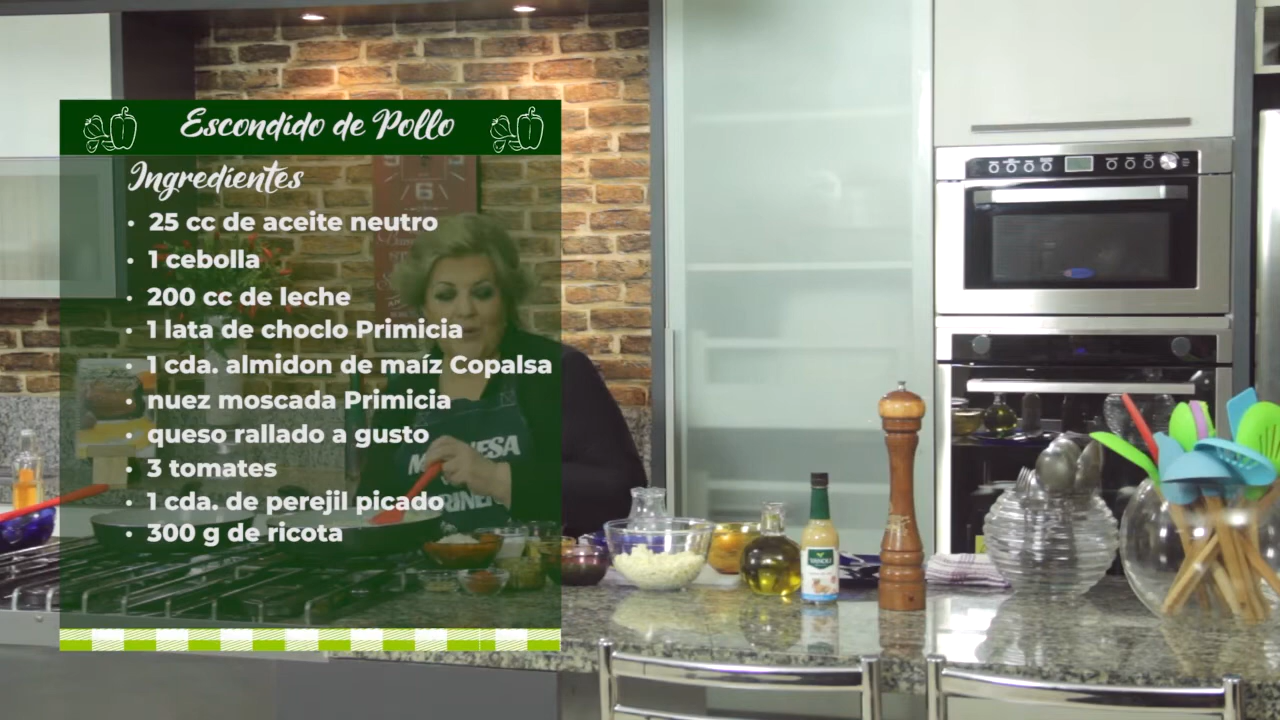 Escondido de Pollo
Ingredientes
• 25 cc de aceite neutro
• 1 cebolla
• 200 cc de leche
• 1 lata de choclo Primicia
• 1 cda. almidon de maíz Copalsa
• nuez moscada Primicia
• queso rallado a gusto
• 3 tomates
• 1 cda. de perejil picado
• 300 g de ricota